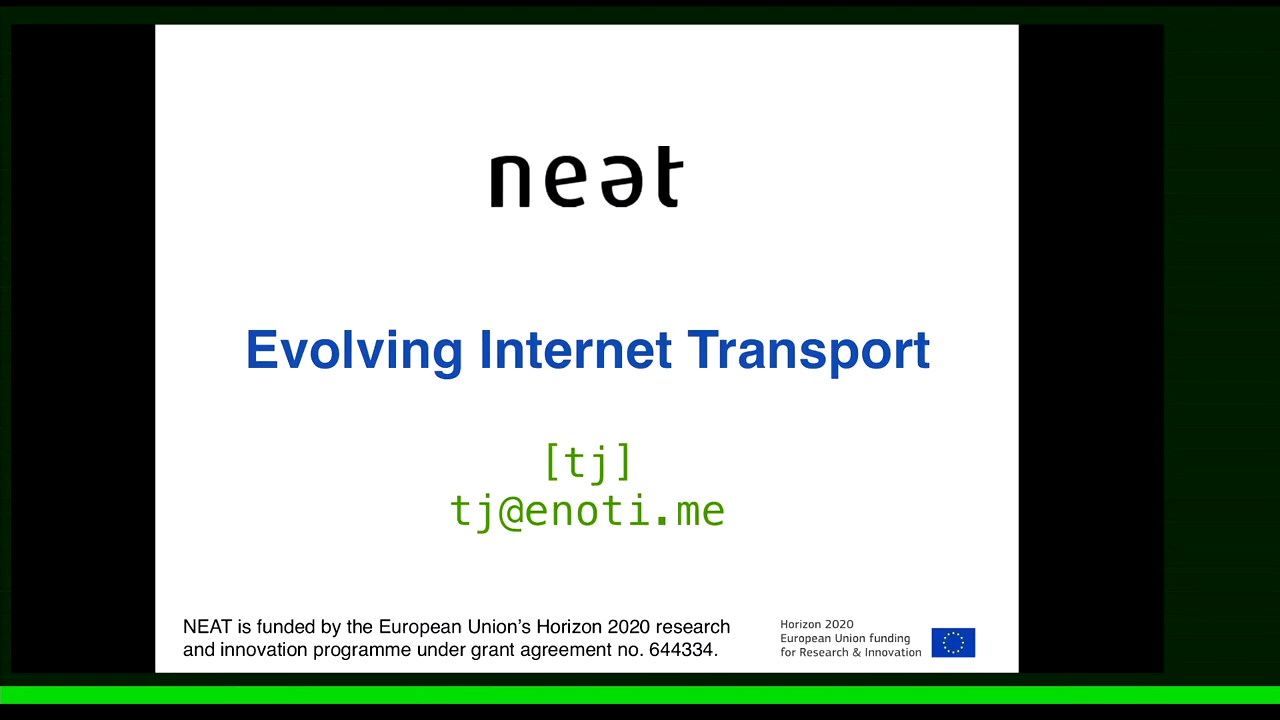 neat
Evolving Internet Transport
[tj]
tj@enoti.me
NEAT is funded by the European Union’s Horizon 2020 research
and innovation programme under grant agreement no. 644334.
Horizon 2020
European Union funding
for Research & Innovation